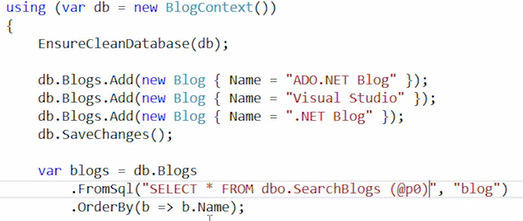 using (var db = new BlogContext())
{
    EnsureCleanDatabase(db);
    db.Blogs.Add(new Blog { Name = "ADO.NET Blog" });
    db.Blogs.Add(new Blog { Name = "Visual Studio" });
    db.Blogs.Add(new Blog { Name = ".NET Blog" });
    db.SaveChanges();
    var blogs = db.Blogs
        .FromSql("SELECT * FROM dbo.SearchBlogs (@p0)", "blog")
        .OrderBy(b => b.Name);